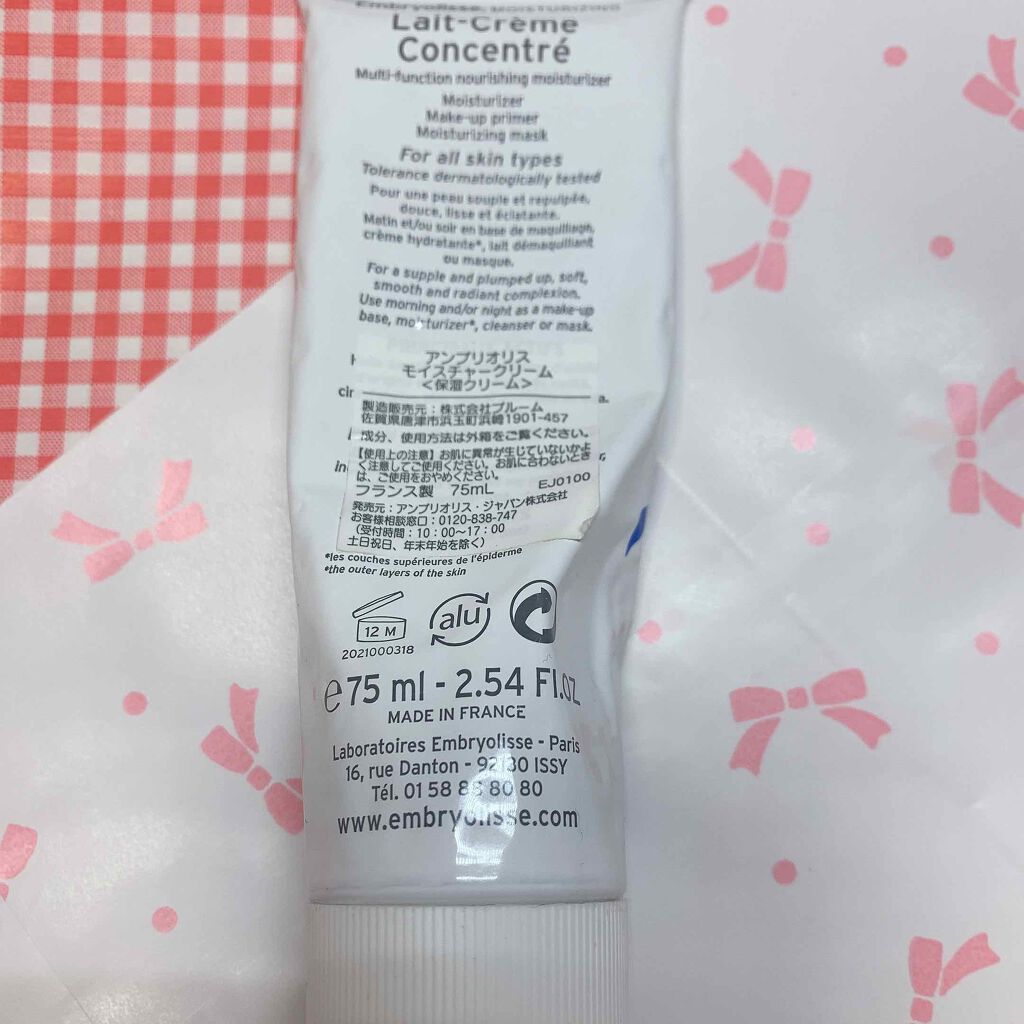 Embryolisse. MOISTURIZERS
Lait-Crème
Concentré
Multi-function nourishing moisturizer
Moisturizer
Make-up primer
Moisturizing mask
For all skin types
Tolerance dermatologically tested
Pour une peau souple et repulpée,
douce, lisse et éclatante.
Matin et/ou soir en base de maquillage,
crème hydratante*, lait démaquillant
ou masque.
For a supple and plumped up, soft,
smooth and radiant complexion.
Use morning and/or night as a make-up
base, moisturizer*, cleanser or mask.
アンブリオリス
モイスチャークリーム
<保湿クリーム>
製造販売元：株式会社ブルーム
佐賀県唐津市浜玉町浜崎1901-457
成分、使用方法は外箱をご覧ください。
【使用上の注意】お肌に異常が生じていないかよ
く注意してご使用ください。お肌に合わないとき
は、ご使用をおやめください。
フランス製 75mL EJ0100
発売元：アンブリオリス・ジャパン株式会社
お客様相談窓口：0120-838-747
（受付時間：10：00～17：00
土日祝日、年末年始を除く）
*les couches supérieures de l'épiderme
*the outer layers of the skin
12 M
alu
2021000318
e 75 ml - 2.54 Fl.OZ
MADE IN FRANCE
Laboratoires Embryolisse - Paris
16, rue Danton - 92130 ISSY
Tél. 01 58 88 80 80
www.embryolisse.com